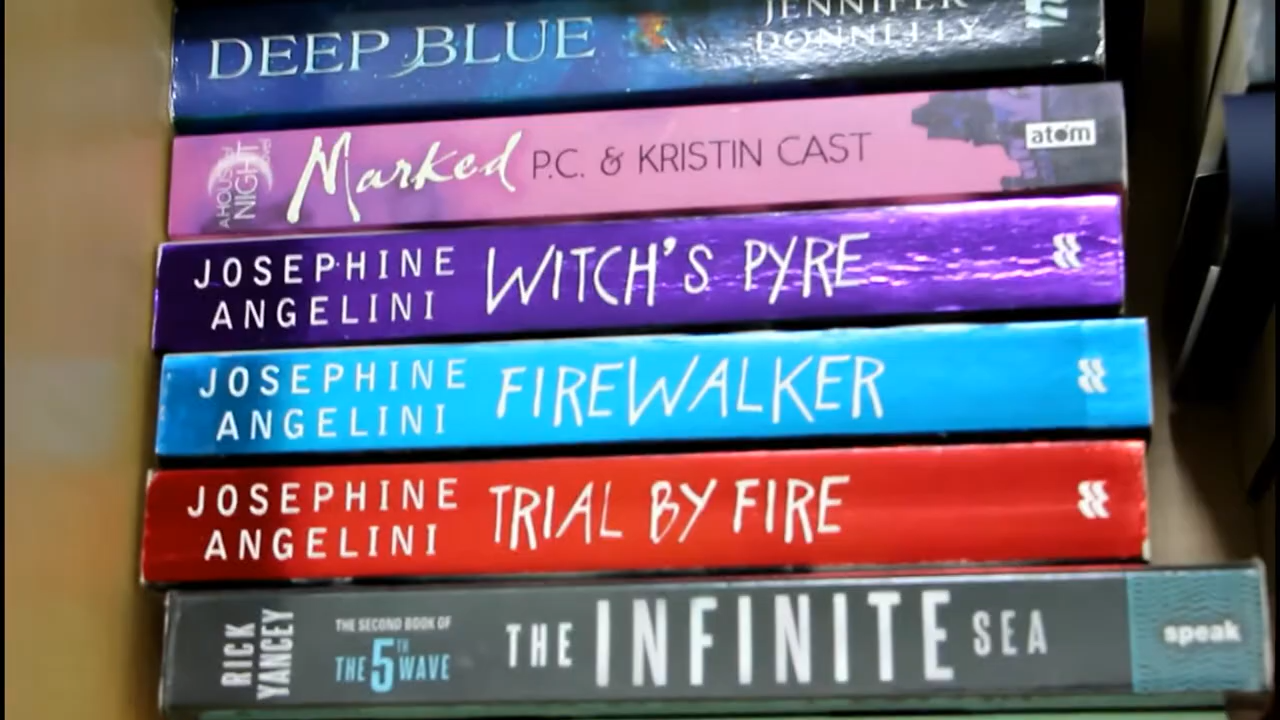 DEEP BLUE
JENNIFER
DONNELLY
A HOUSE of
NIGHT novel
Marked P.C. & KRISTIN CAST
atom
JOSEPHINE
ANGELINI
WITCH'S PYRE
JOSEPHINE
ANGELINI
FIREWALKER
JOSEPHINE
ANGELINI
TRIAL BY FIRE
RICK
YANCEY
THE SECOND BOOK OF
THE 5TH WAVE
THE INFINITE SEA
speak